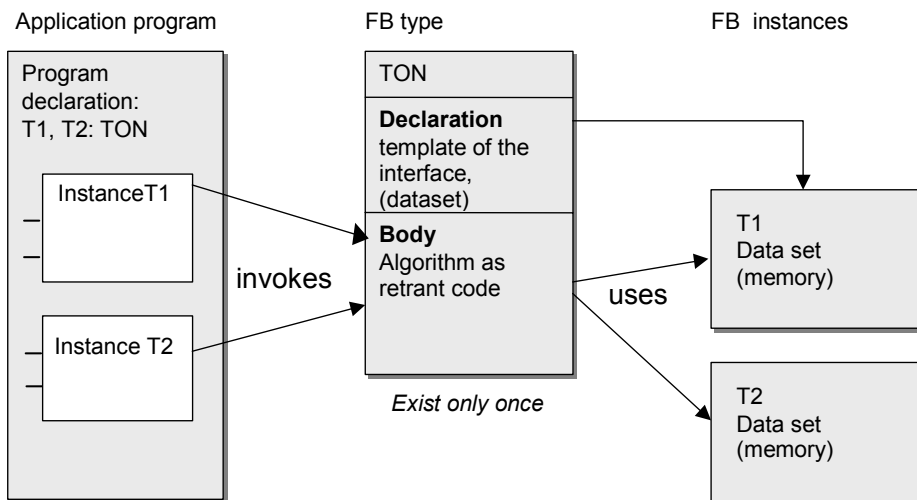 Application program
FB type
FB instances
Program
declaration:
T1, T2: TON
InstanceT1
Instance T2
invokes
TON
Declaration
template of the
interface,
(dataset)
Body
Algorithm as
retrant code
Exist only once
uses
T1
Data set
(memory)
T2
Data set
(memory)